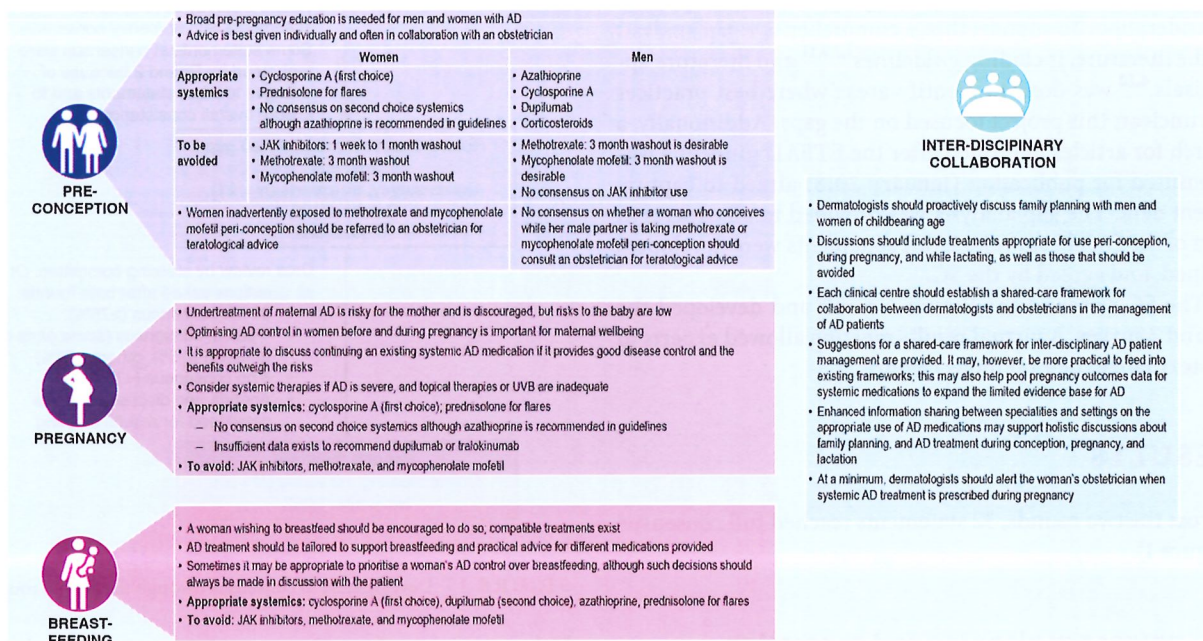 • Broad pre-pregnancy education is needed for men and women with AD
• Advice is best given individually and often in collaboration with an obstetrician
Women
Men
Appropriate systemics
• Cyclosporine A (first choice)
• Prednisolone for flares
• No consensus on second choice systemics
although azathioprine is recommended in guidelines
• Azathioprine
• Cyclosporine A
• Dupilumab
• Corticosteroids
To be avoided
• JAK inhibitors: 1 week to 1 month washout
• Methotrexate: 3 month washout
• Mycophenolate mofetil: 3 month washout
• Methotrexate: 3 month washout is desirable
• Mycophenolate mofetil: 3 month washout is
desirable
• No consensus on JAK inhibitor use
PRE-
CONCEPTION
• Women inadvertently exposed to methotrexate and mycophenolate
mofetil peri-conception should be referred to an obstetrician for
teratological advice
• No consensus on whether a woman who conceives
while her male partner is taking methotrexate or
mycophenolate mofetil peri-conception should
consult an obstetrician for teratological advice
• Undertreatment of maternal AD is risky for the mother and is discouraged, but risks to the baby are low
• Optimising AD control in women before and during pregnancy is important for maternal wellbeing
• It is appropriate to discuss continuing an existing systemic AD medication if it provides good disease control and the
benefits outweigh the risks
• Consider systemic therapies if AD is severe, and topical therapies or UVB are inadequate
• Appropriate systemics: cyclosporine A (first choice); prednisolone for flares
– No consensus on second choice systemics although azathioprine is recommended in guidelines
– Insufficient data exists to recommend dupilumab or tralokinumab
• To avoid: JAK inhibitors, methotrexate, and mycophenolate mofetil
PREGNANCY
• A woman wishing to breastfeed should be encouraged to do so; compatible treatments exist
• AD treatment should be tailored to support breastfeeding and practical advice for different medications provided
• Sometimes it may be appropriate to prioritise a woman's AD control over breastfeeding, although such decisions should
always be made in discussion with the patient
• Appropriate systemics: cyclosporine A (first choice), dupilumab (second choice), azathioprine, prednisolone for flares
• To avoid: JAK inhibitors, methotrexate, and mycophenolate mofetil
BREAST-
FEEDING
INTER-DISCIPINARY
COLLABORATION
• Dermatologists should proactively discuss family planning with men and
women of childbearing age
• Discussions should include treatments appropriate for use peri-conception,
during pregnancy, and while lactating, as well as those that should be
avoided
• Each clinical centre should establish a shared-care framework for
collaboration between dermatologists and obstetricians in the management
of AD patients
• Suggestions for a shared-care framework for inter-disciplinary AD patient
management are provided. It may, however, be more practical to feed into
existing frameworks; this may also help pool pregnancy outcomes data for
systemic medications to expand the limited evidence base for AD
• Enhanced information sharing between specialities and settings on the
appropriate use of AD medications may support holistic discussions about
family planning, and AD treatment during conception, pregnancy, and
lactation
• At a minimum, dermatologists should alert the woman's obstetrician when
systemic AD treatment is prescribed during pregnancy